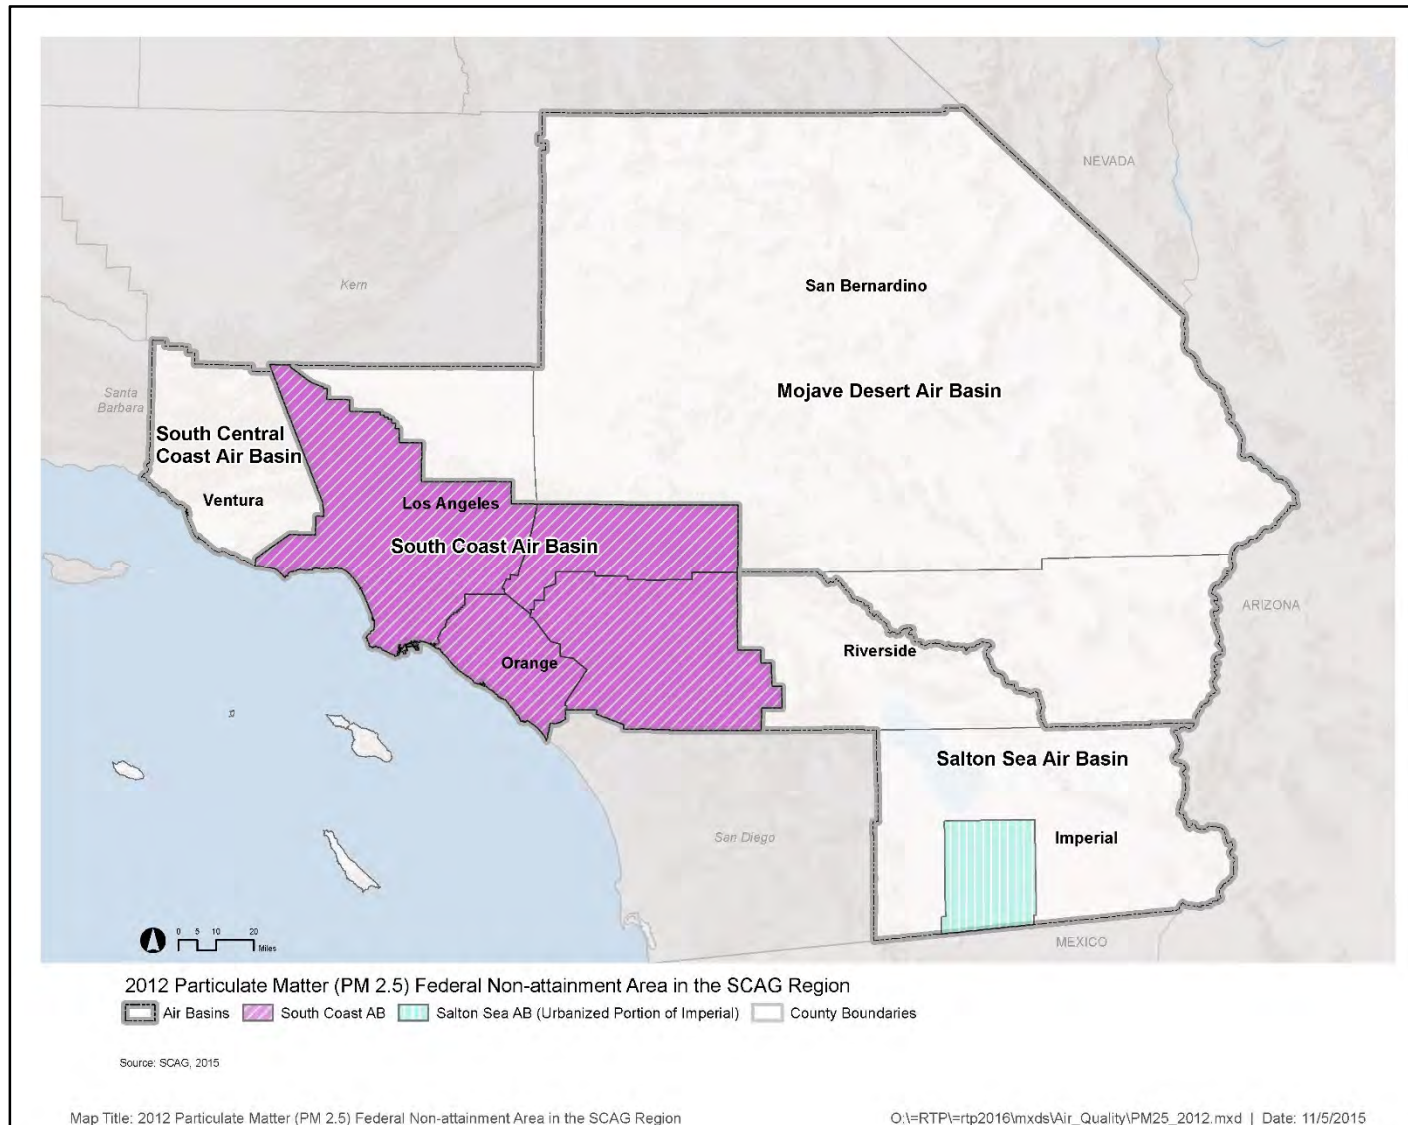 NEVADA
Kern
San Bernardino
Mojave Desert Air Basin
Santa
Barbara
South Central
Coast Air Basin
Ventura
Los Angeles
South Coast Air Basin
ARIZONA
Riverside
Orange
Salton Sea Air Basin
San Diego
Imperial
MEXICO
0 5 10 20
Miles
2012 Particulate Matter (PM 2.5) Federal Non-attainment Area in the SCAG Region
Air Basins South Coast AB Salton Sea AB (Urbanized Portion of Imperial) County Boundaries
Source: SCAG, 2015
Map Title: 2012 Particulate Matter (PM 2.5) Federal Non-attainment Area in the SCAG Region O:\=RTP\=rtp2016\mxds\Air_Quality\PM25_2012.mxd | Date: 11/5/2015